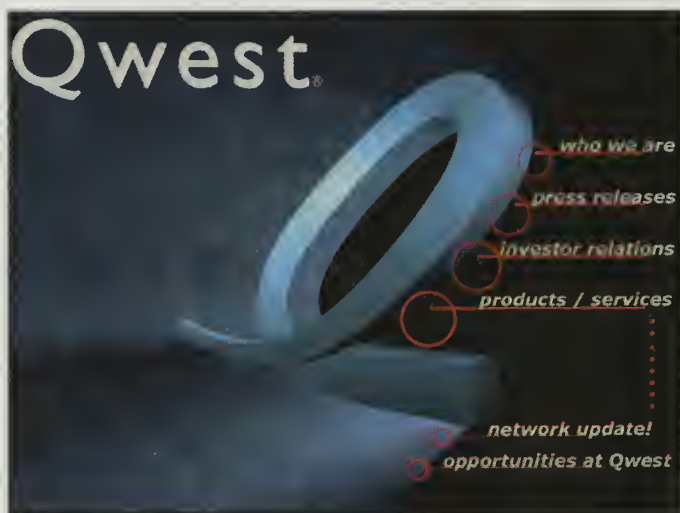 Qwest®
who we are
press releases
investor relations
products / services
network update!
opportunities at Qwest